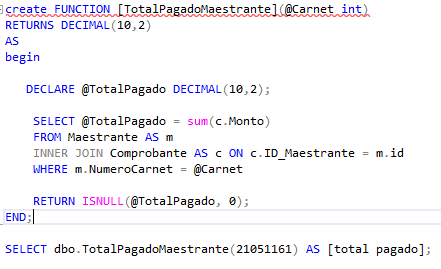 create FUNCTION [TotalPagadoMaestrante](@Carnet int)
RETURNS DECIMAL(10,2)
AS
begin
DECLARE @TotalPagado DECIMAL(10,2);
SELECT @TotalPagado = sum(c.Monto)
FROM Maestrante AS m
INNER JOIN Comprobante AS c ON c.ID_Maestrante = m.id
WHERE m.NumeroCarnet = @Carnet
RETURN ISNULL(@TotalPagado, 0);
END;
SELECT dbo.TotalPagadoMaestrante(21051161) AS [total pagado];